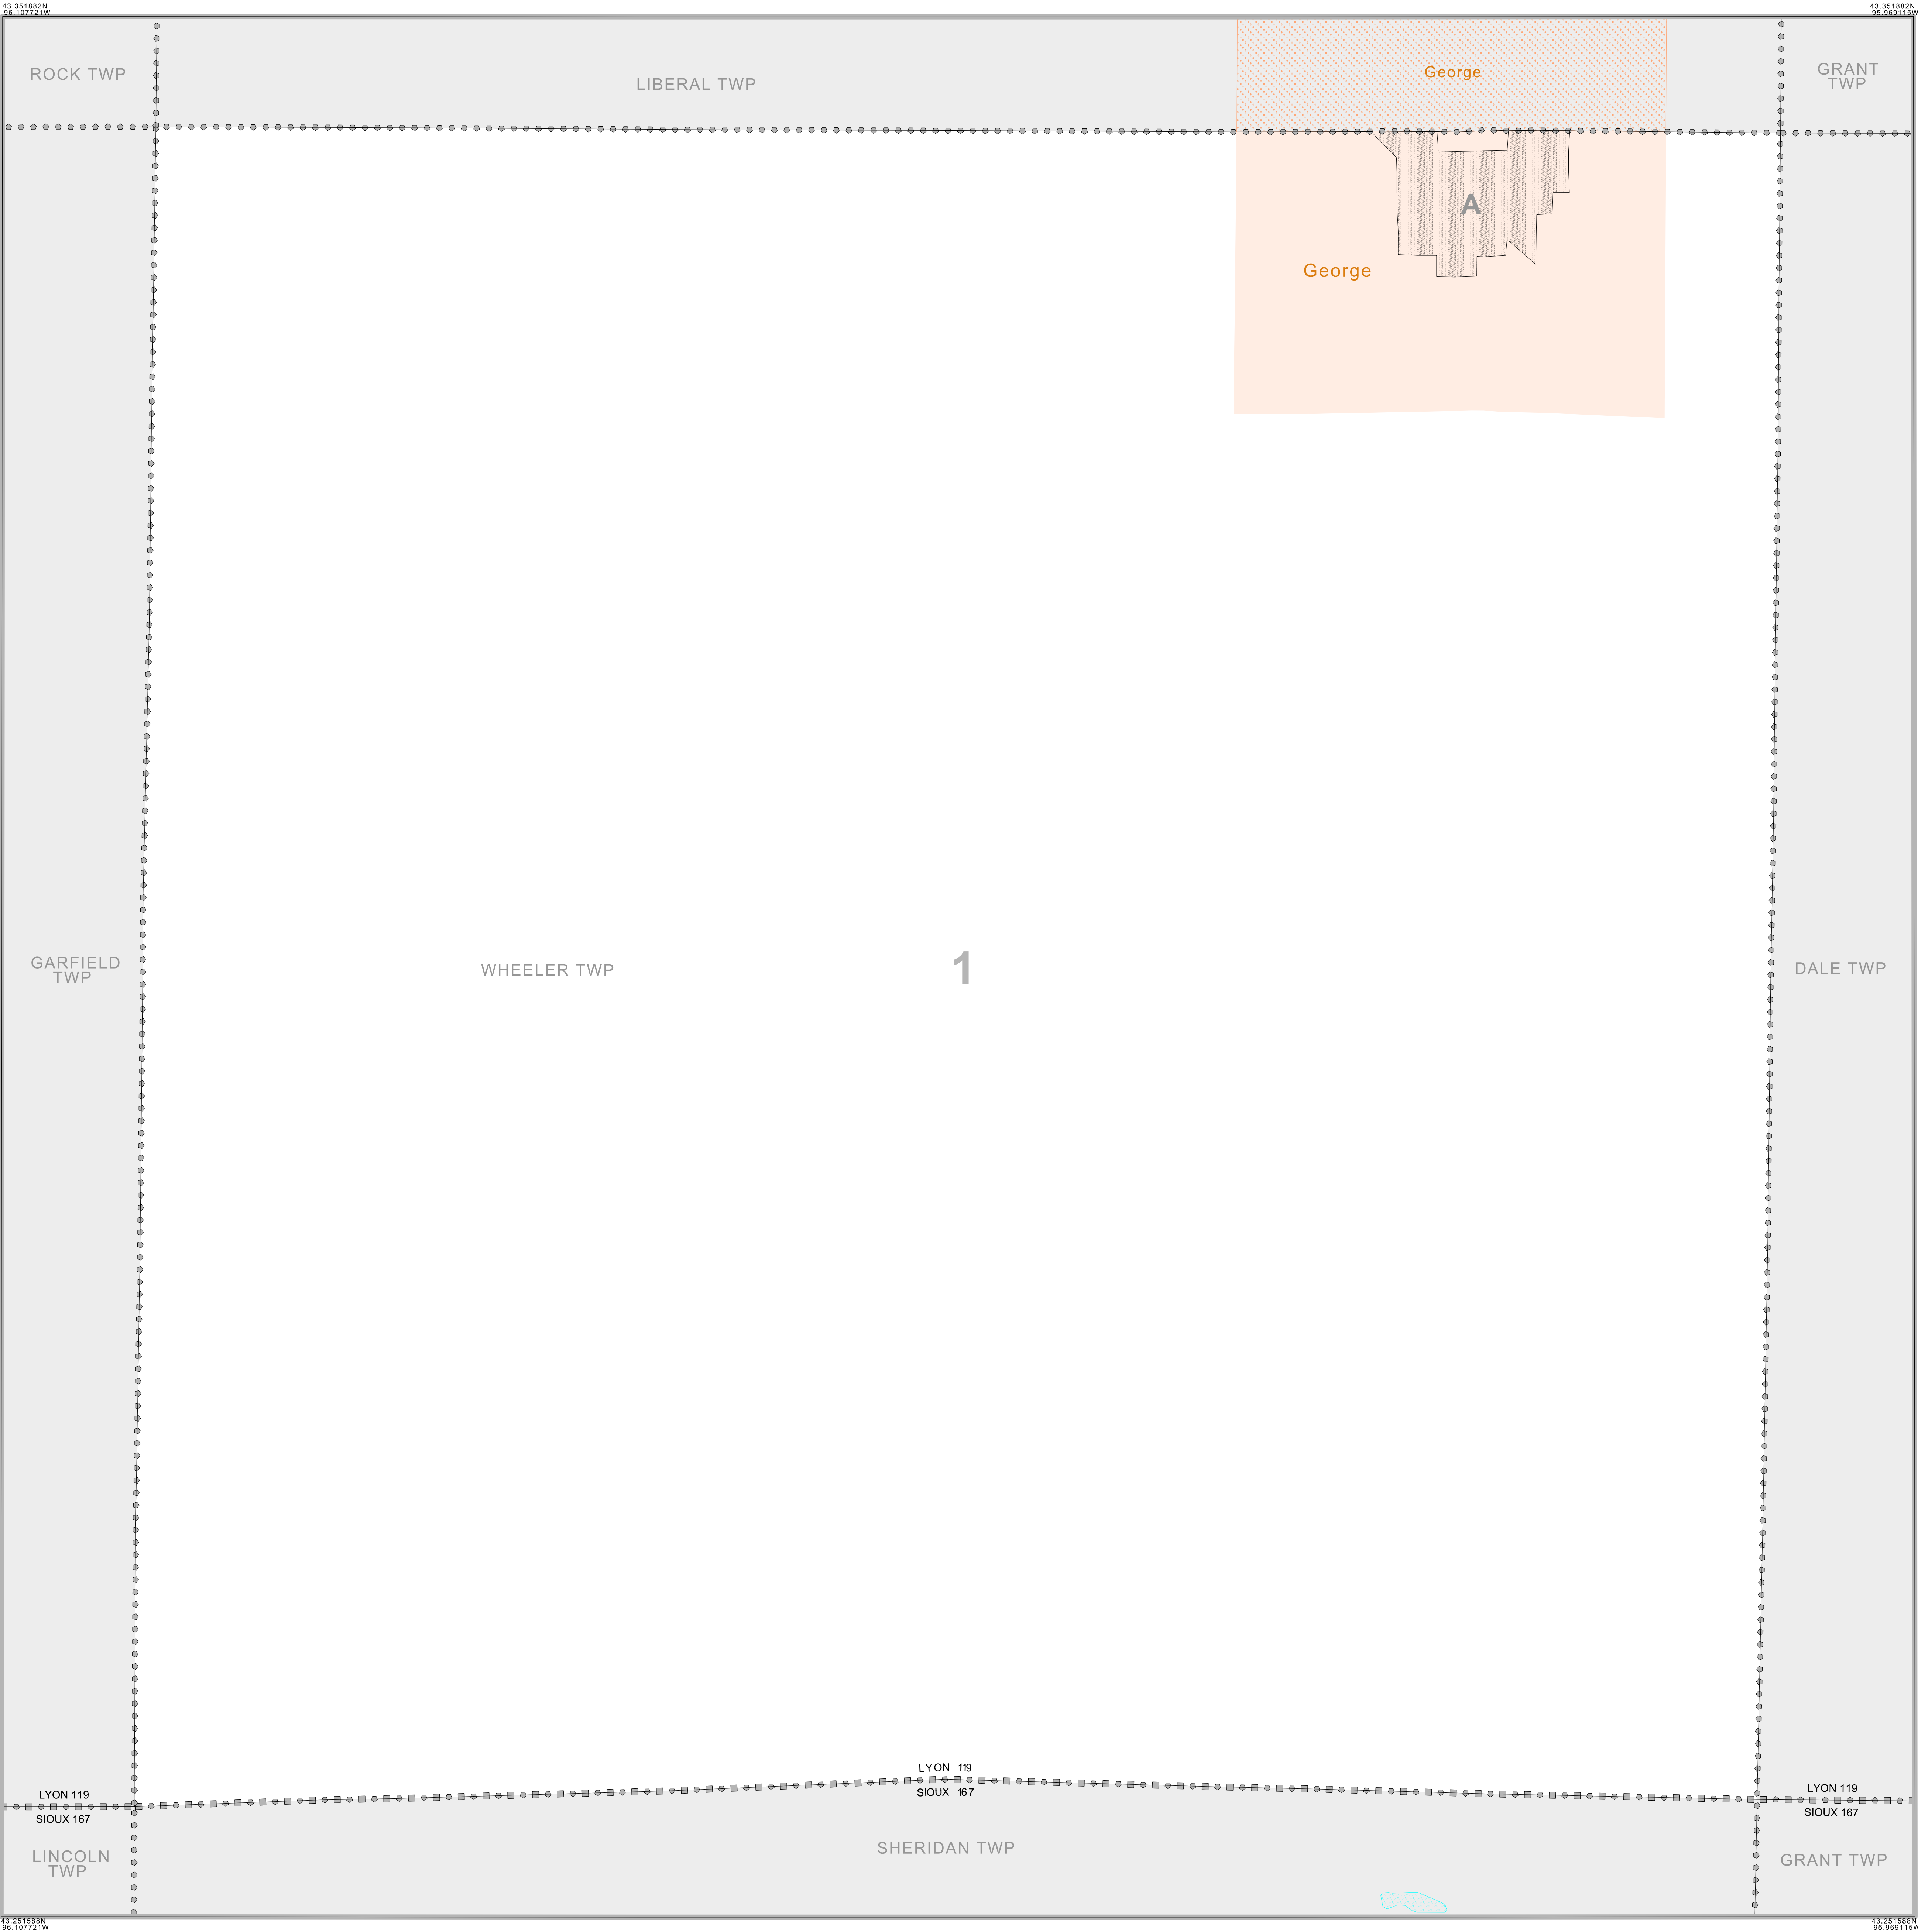 43.351882N
96.107721W
43.351882N
95.969115W
ROCK TWP
LIBERAL TWP
George
GRANT
TWP
A
George
GARFIELD
TWP
WHEELER TWP
1
DALE TWP
LYON 119
SIOUX 167
LYON 119
SIOUX 167
LYON 119
SIOUX 167
LINCOLN
TWP
SHERIDAN TWP
GRANT TWP
43.251588N
96.107721W
43.251588N
95.969115W